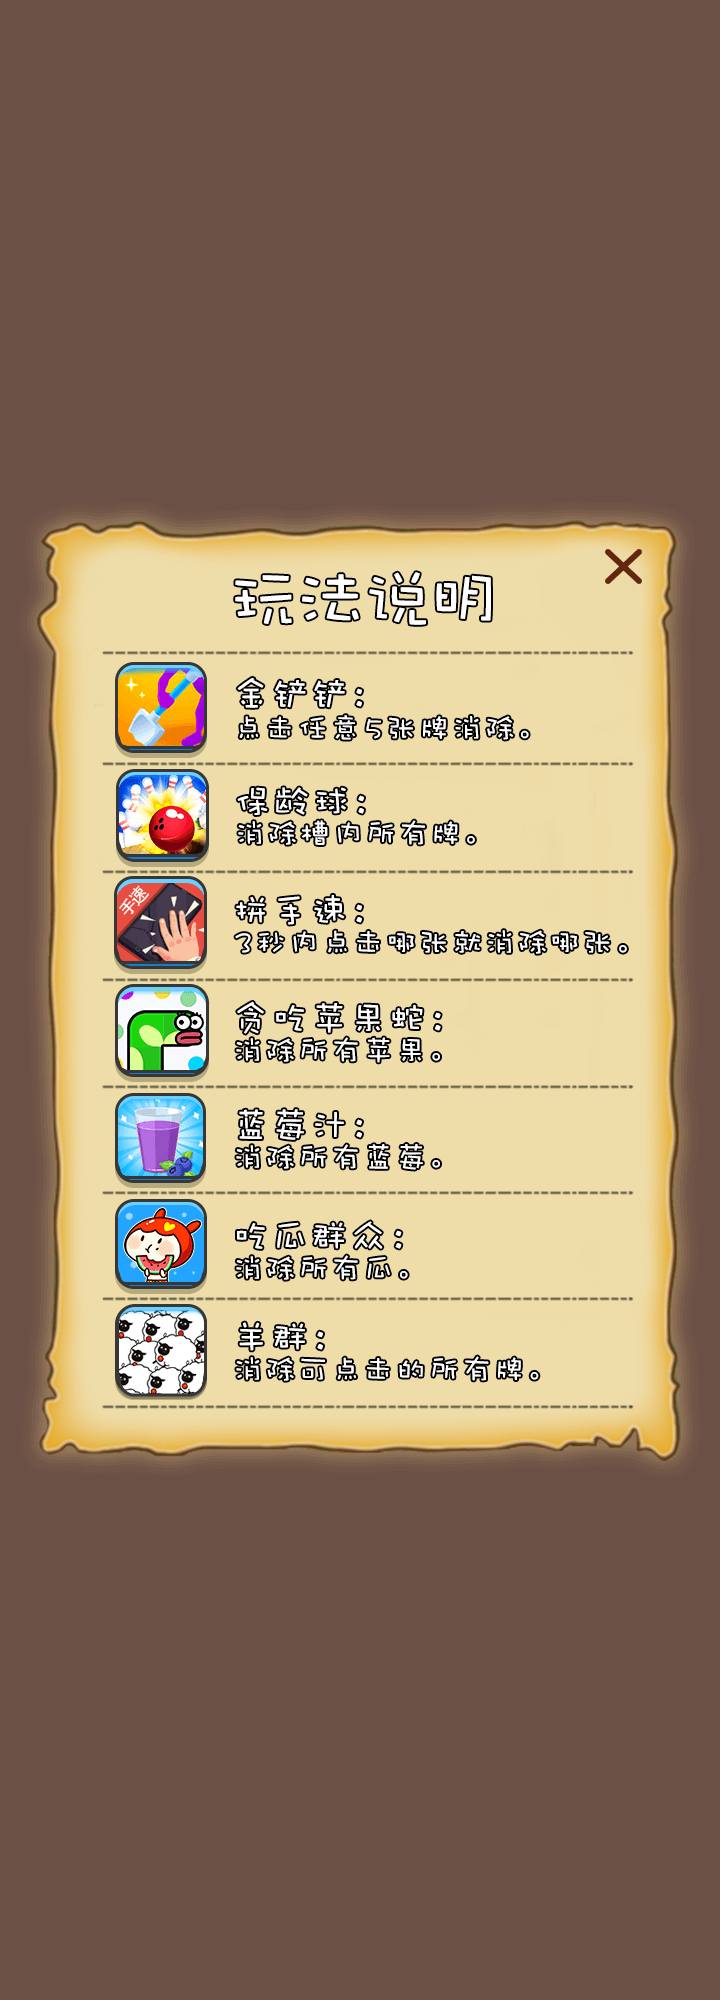 玩法说明
金铲铲：
点击任意5张牌消除。
保龄球：
消除槽内所有牌。
手速
拼手速：
3秒内点击哪张就消除哪张。
贪吃苹果蛇：
消除所有苹果。
蓝莓汁：
消除所有蓝莓。
吃瓜群众：
消除所有瓜。
羊群：
消除可点击的所有牌。